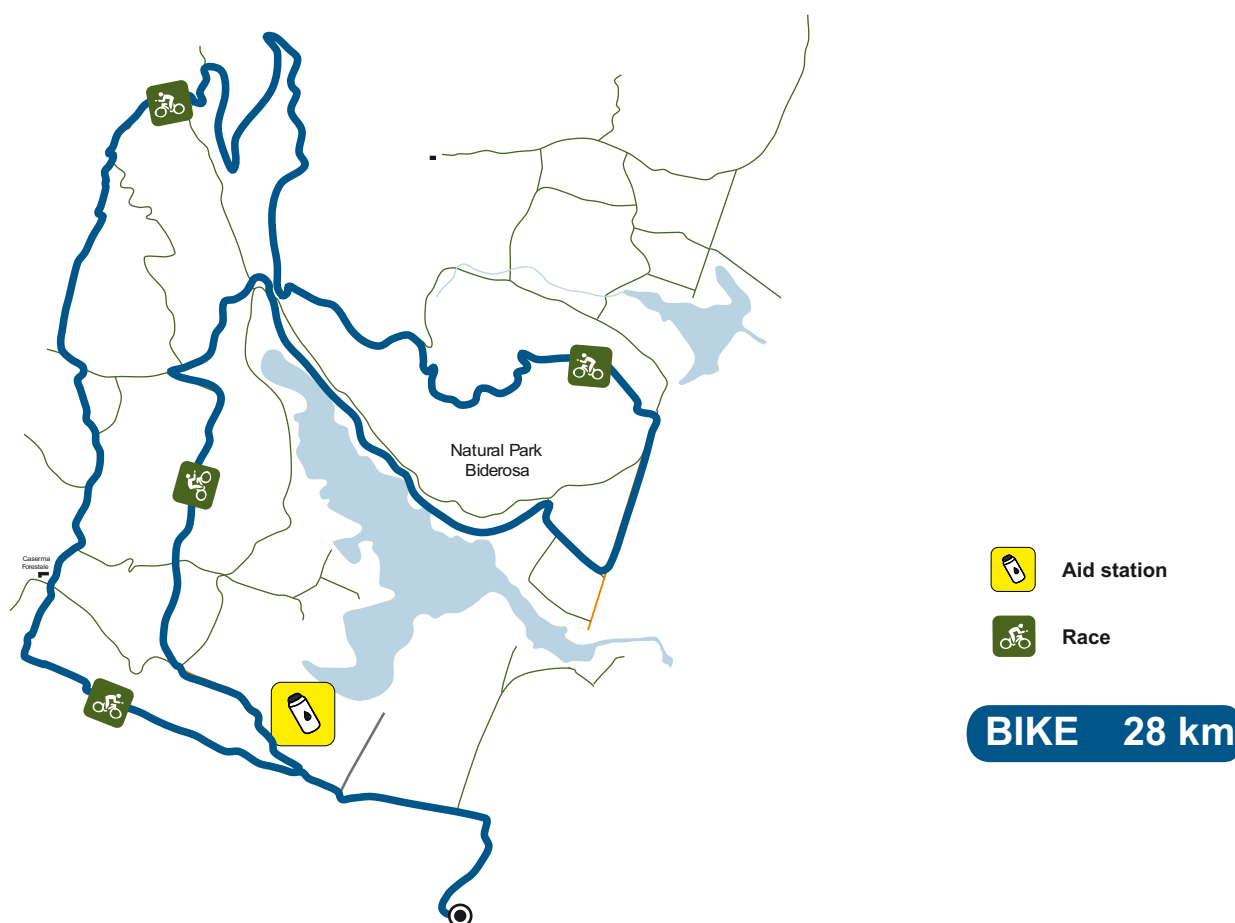 Natural Park
Biderosa
Caserma
Forestale
Aid station
Race
BIKE 28 km